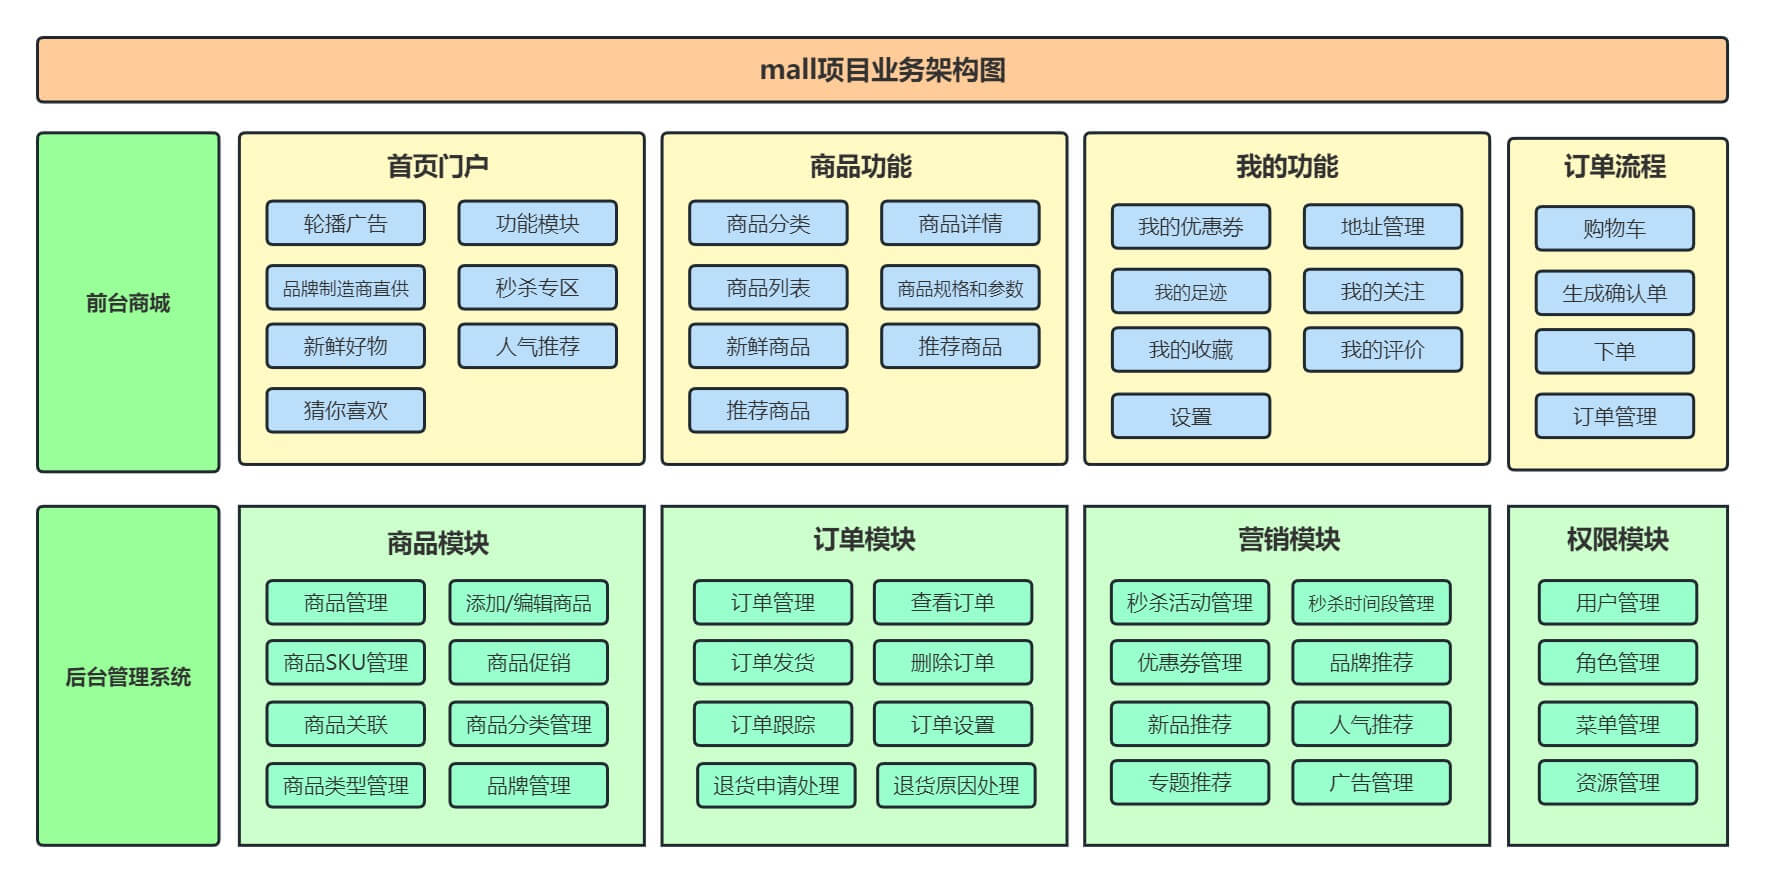 mall项目业务架构图
前台商城
首页门户
轮播广告
功能模块
品牌制造商直供
秒杀专区
新鲜好物
人气推荐
猜你喜欢
商品功能
商品分类
商品详情
商品列表
商品规格和参数
新鲜商品
推荐商品
推荐商品
我的功能
我的优惠券
地址管理
我的足迹
我的关注
我的收藏
我的评价
设置
订单流程
购物车
生成确认单
下单
订单管理
后台管理系统
商品模块
商品管理
添加/编辑商品
商品SKU管理
商品促销
商品关联
商品分类管理
商品类型管理
品牌管理
订单模块
订单管理
查看订单
订单发货
删除订单
订单跟踪
订单设置
退货申请处理
退货原因处理
营销模块
秒杀活动管理
秒杀时间段管理
优惠券管理
品牌推荐
新品推荐
人气推荐
专题推荐
广告管理
权限模块
用户管理
角色管理
菜单管理
资源管理